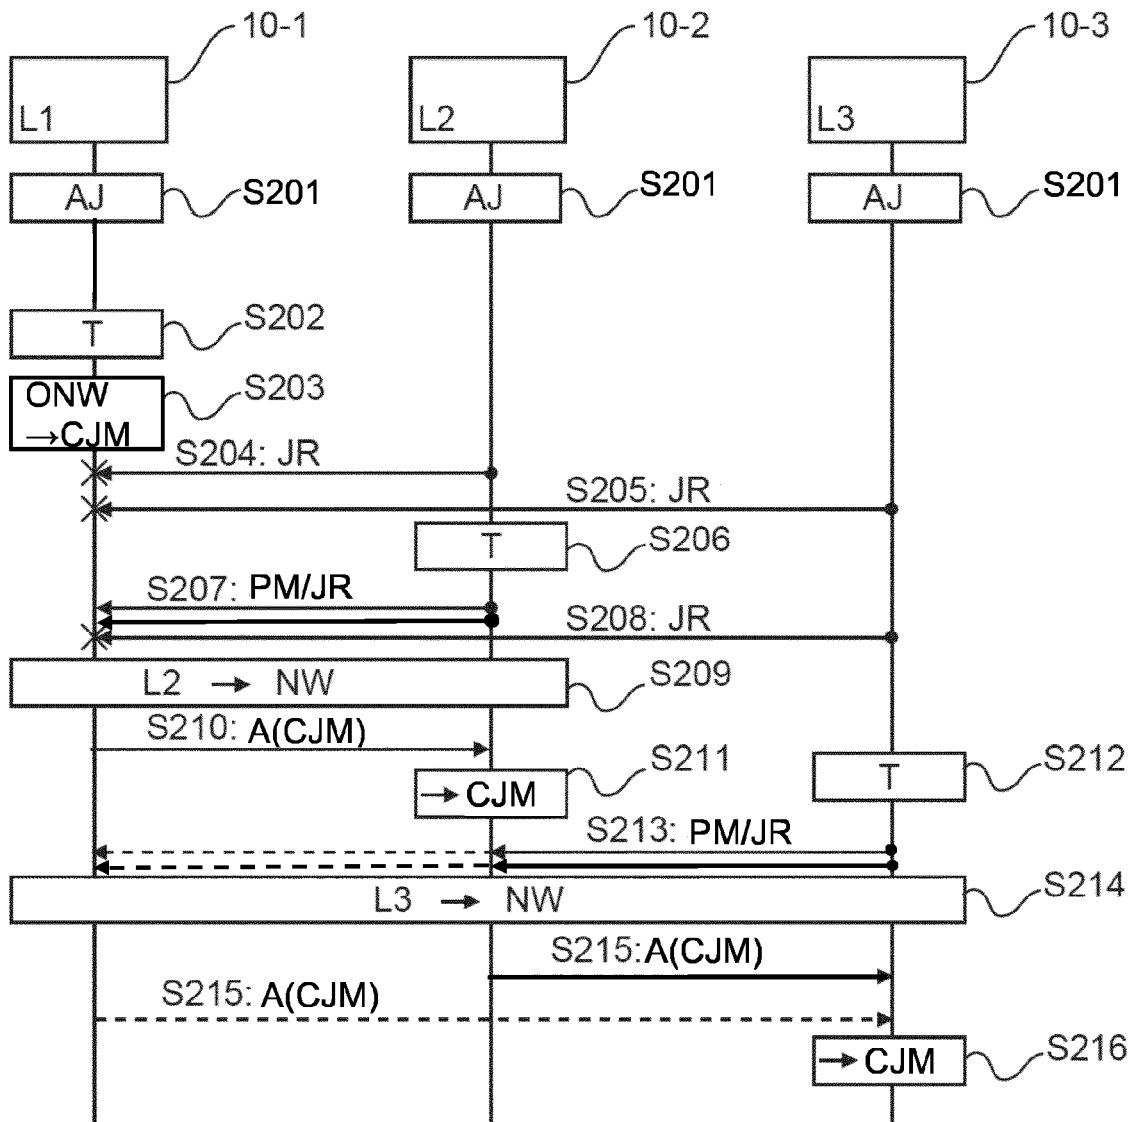 10-1 10-2 10-3
L1 L2 L3
AJ S201 AJ S201 AJ S201
T S202
ONW S203
→CJM
S204: JR
S205: JR
T S206
S207: PM/JR
S208: JR
L2 → NW S209
S210: A(CJM)
S211
T S212
→ CJM
S213: PM/JR
L3 → NW S214
S215:A(CJM)
S215: A(CJM)
→ CJM S216